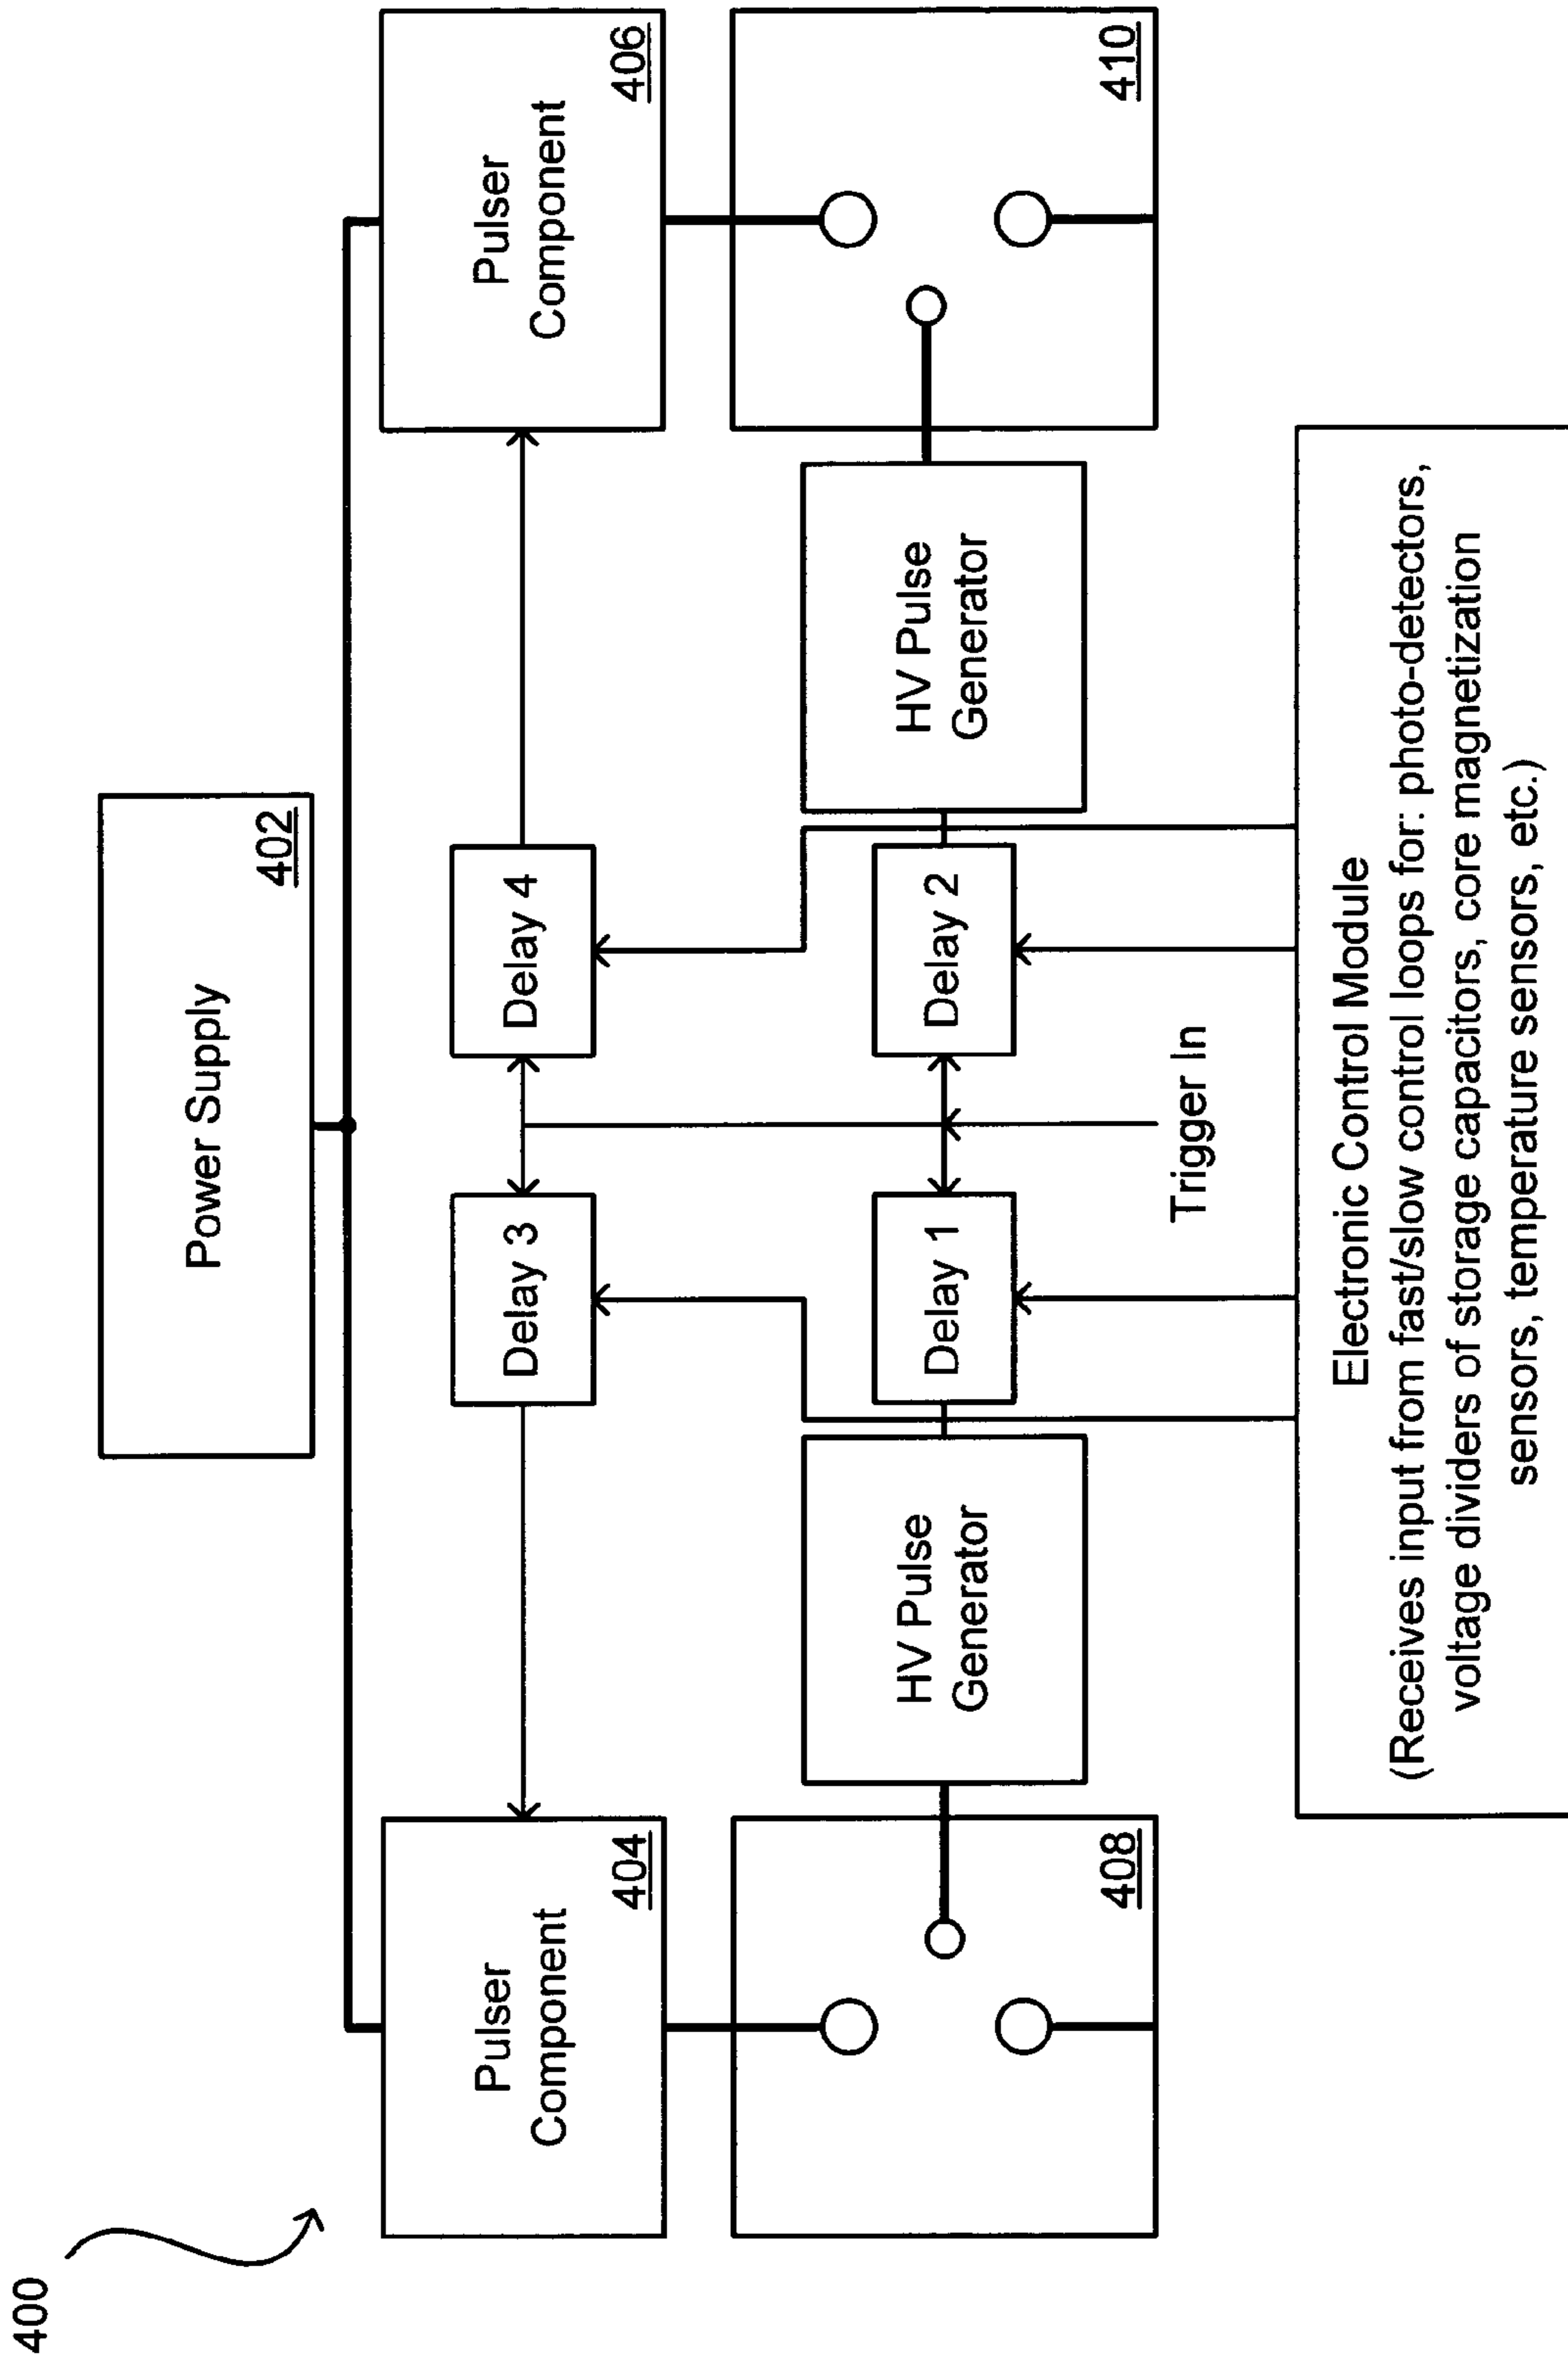 400
Power Supply
402
Pulser
Component
404
Delay 3
Delay 4
Pulser
Component
406
HV Pulse
Generator
Delay 1
Delay 2
HV Pulse
Generator
408
Trigger In
410
Electronic Control Module
(Receives input from fast/slow control loops for: photo-detectors,
voltage dividers of storage capacitors, core magnetization
sensors, temperature sensors, etc.)